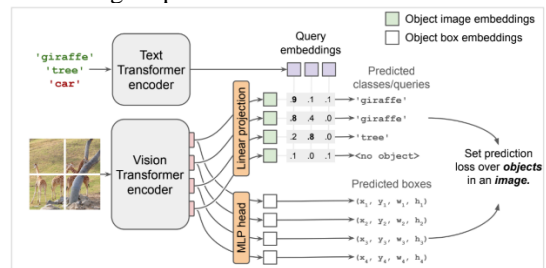 Object image embeddings
Object box embeddings
Query
embeddings
'giraffe'
'tree'
'car'
Text
Transformer
encoder
Predicted
classes/queries
Linear projection
.9 .1 .1
'giraffe'
.8 .4 .0
'giraffe'
.2 .8 .0
'tree'
.1 .0 .1
<no object>
Vision
Transformer
encoder
Set prediction
loss over objects
in an image.
Predicted boxes
MLP head
(x₁, y₁, w₁, h₁)
(x₂, y₂, w₂, h₂)
(x₃, y₃, w₃, h₃)
(x₄, y₄, w₄, h₄)